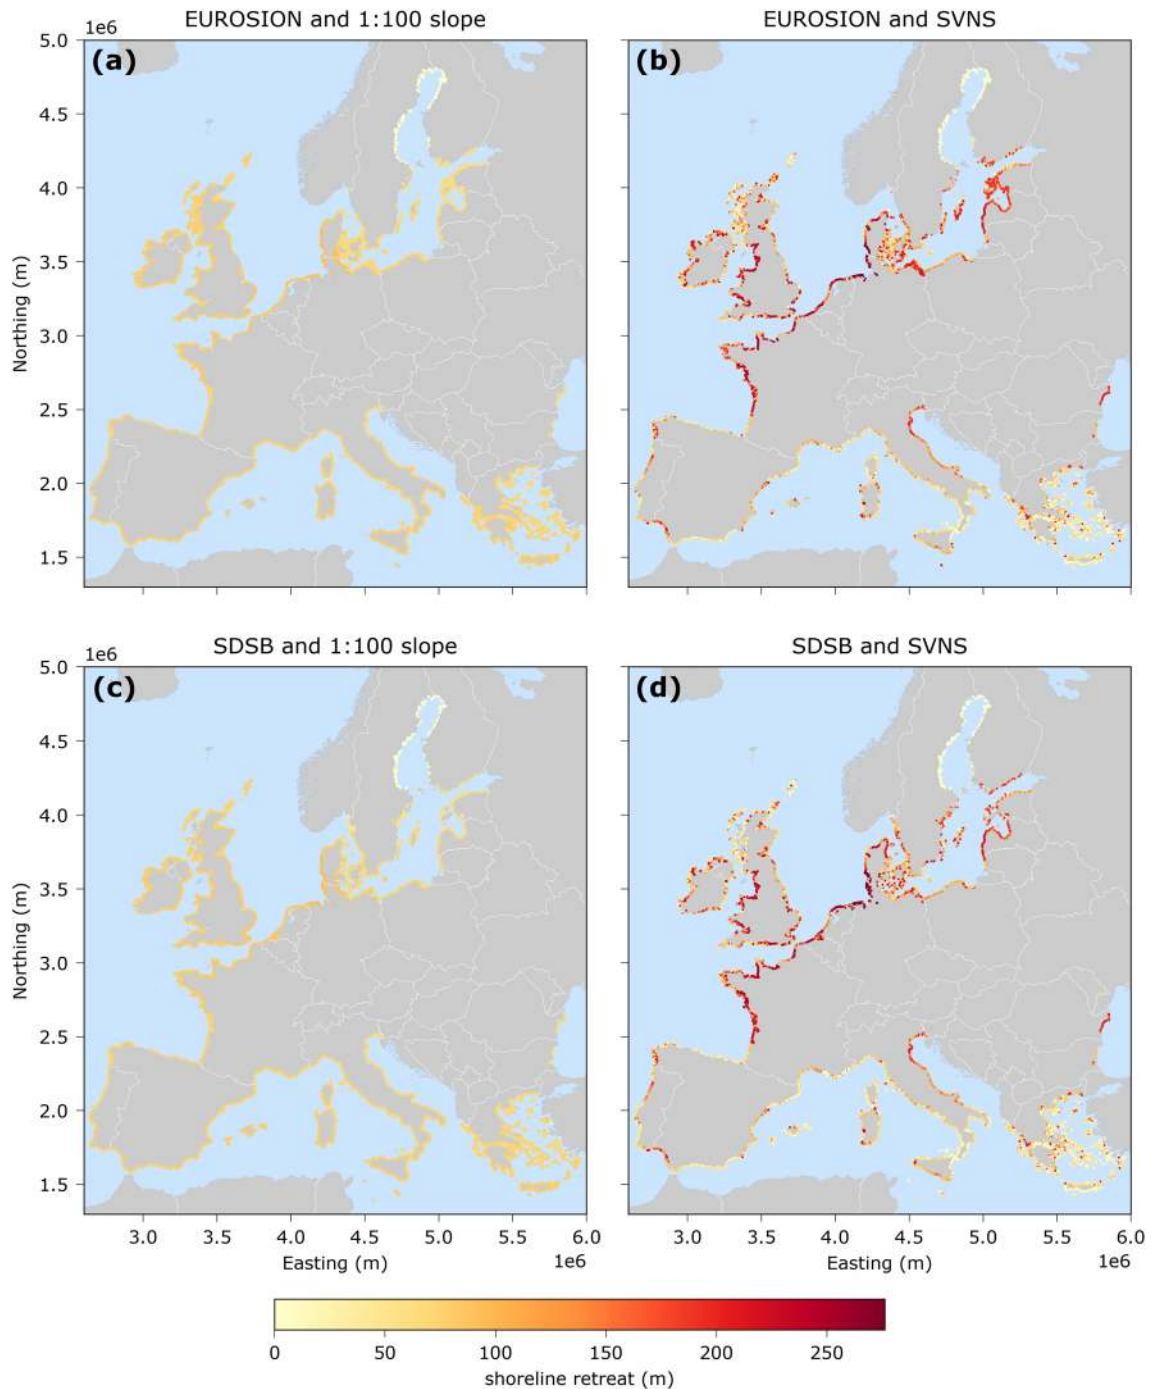 EUROSION and 1:100 slope
EUROSION and SVNS
1e6
(a)
(b)
5.0
4.5
4.0
3.5
3.0
2.5
2.0
1.5
Northing (m)
SDSB and 1:100 slope
SDSB and SVNS
1e6
(c)
(d)
5.0
4.5
4.0
3.5
3.0
2.5
2.0
1.5
Northing (m)
3.0 3.5 4.0 4.5 5.0 5.5 6.0
3.0 3.5 4.0 4.5 5.0 5.5 6.0
Easting (m)
1e6
Easting (m)
1e6
0 50 100 150 200 250
shoreline retreat (m)